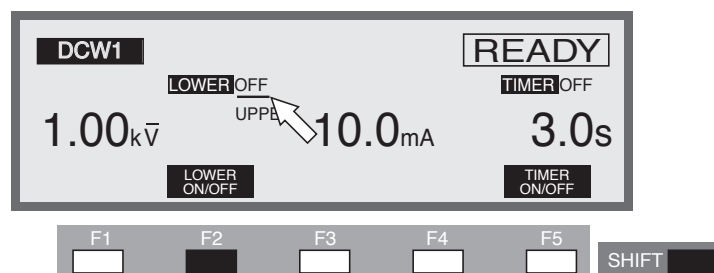 DCW1 READY
LOWER OFF TIMER OFF
UPPE
1.00kV̅ 10.0mA 3.0s
LOWER ON/OFF TIMER ON/OFF
F1 F2 F3 F4 F5
SHIFT